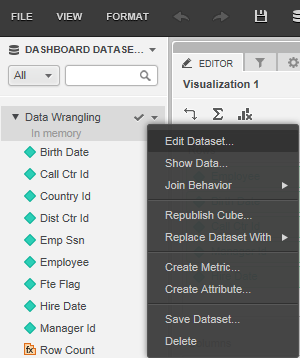 FILE VIEW FORMAT
DASHBOARD DATASE...
All
EDITOR
Visualization 1
Data Wrangling
In memory
Birth Date
Call Ctr Id
Country Id
Dist Ctr Id
Emp Ssn
Employee
Fte Flag
Hire Date
Manager Id
fx Row Count
Edit Dataset...
Show Data...
Join Behavior
Republish Cube...
Replace Dataset With
Create Metric...
Create Attribute...
Save Dataset...
Delete